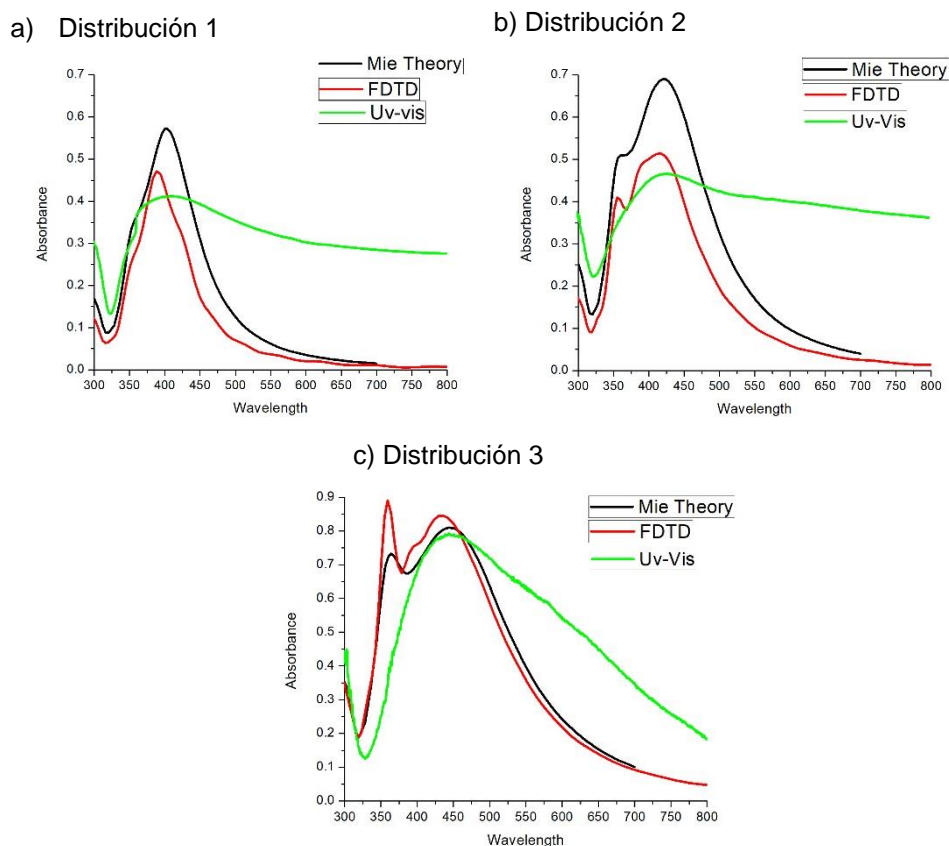 a) Distribución 1
Mie Theory
FDTD
Uv-vis
0.7
0.6
0.5
0.4
0.3
0.2
0.1
0.0
Absorbance
300 350 400 450 500 550 600 650 700 750 800
Wavelength
b) Distribución 2
Mie Theory
FDTD
Uv-Vis
0.7
0.6
0.5
0.4
0.3
0.2
0.1
0.0
Absorbance
300 350 400 450 500 550 600 650 700 750 800
Wavelength
c) Distribución 3
Mie Theory
FDTD
Uv-Vis
0.9
0.8
0.7
0.6
0.5
0.4
0.3
0.2
0.1
0.0
Absorbance
300 350 400 450 500 550 600 650 700 750 800
Wavelength